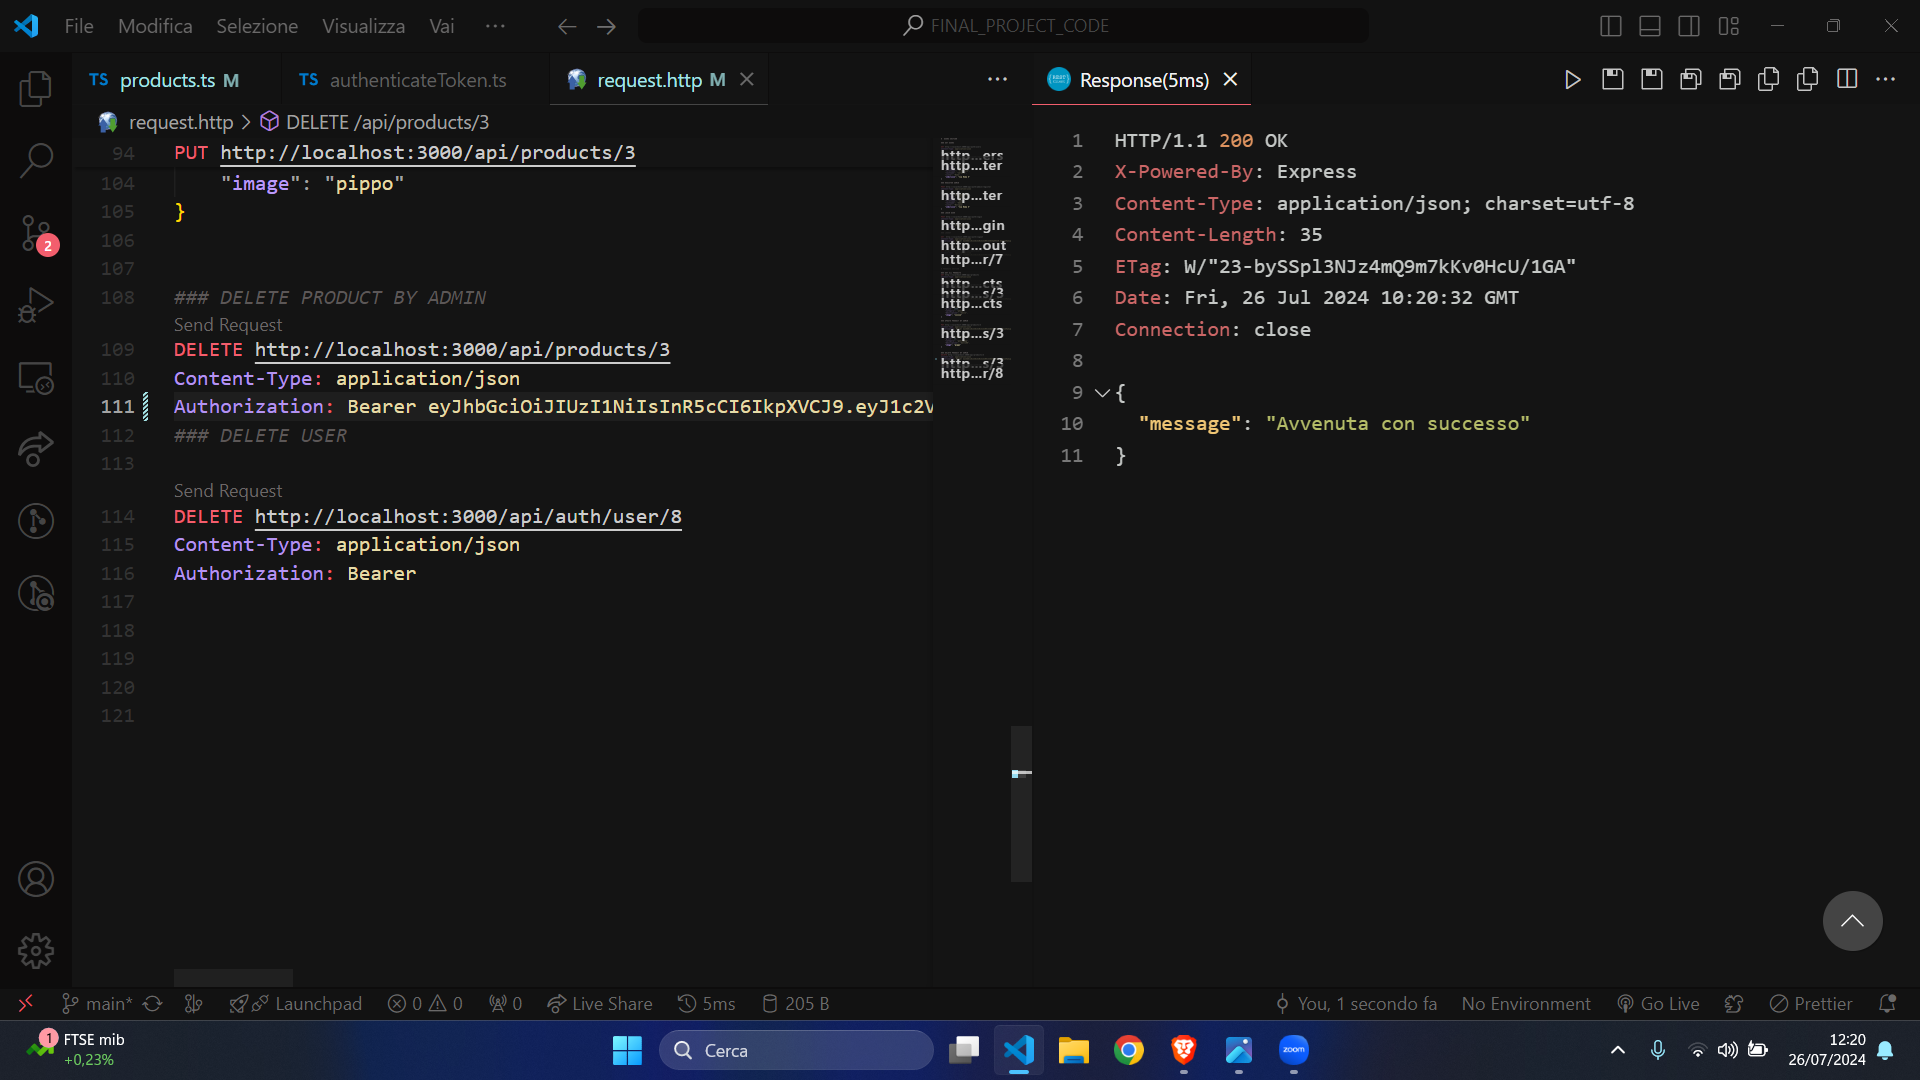 File Modifica Selezione Visualizza Vai ··· FINAL_PROJECT_CODE
TS products.ts M TS authenticateToken.ts request.http M ···
request.http > DELETE /api/products/3
94 PUT http://localhost:3000/api/products/3
104 "image": "pippo"
105 }
106
107
108 ### DELETE PRODUCT BY ADMIN
Send Request
109 DELETE http://localhost:3000/api/products/3
110 Content-Type: application/json
111 Authorization: Bearer eyJhbGciOiJIUzI1NiIsInR5cCI6IkpXVCJ9.eyJ1c2V
112 ### DELETE USER
113
Send Request
114 DELETE http://localhost:3000/api/auth/user/8
115 Content-Type: application/json
116 Authorization: Bearer
117
118
119
120
121
http...ers
http...ter
http...ter
http...gin
http...out
http...r/7
http...cts
http...s/3
http...cts
http...s/3
http...s/3
http...r/8
Response(5ms)
1 HTTP/1.1 200 OK
2 X-Powered-By: Express
3 Content-Type: application/json; charset=utf-8
4 Content-Length: 35
5 ETag: W/"23-bySSpl3NJz4mQ9m7kKv0HcU/1GA"
6 Date: Fri, 26 Jul 2024 10:20:32 GMT
7 Connection: close
8
9 {
10 "message": "Avvenuta con successo"
11 }
2
main* Launchpad 0 0 0 Live Share 5ms 205 B You, 1 secondo fa No Environment Go Live Prettier
1 FTSE mib
+0,23%
Cerca
zoom
12:20
26/07/2024